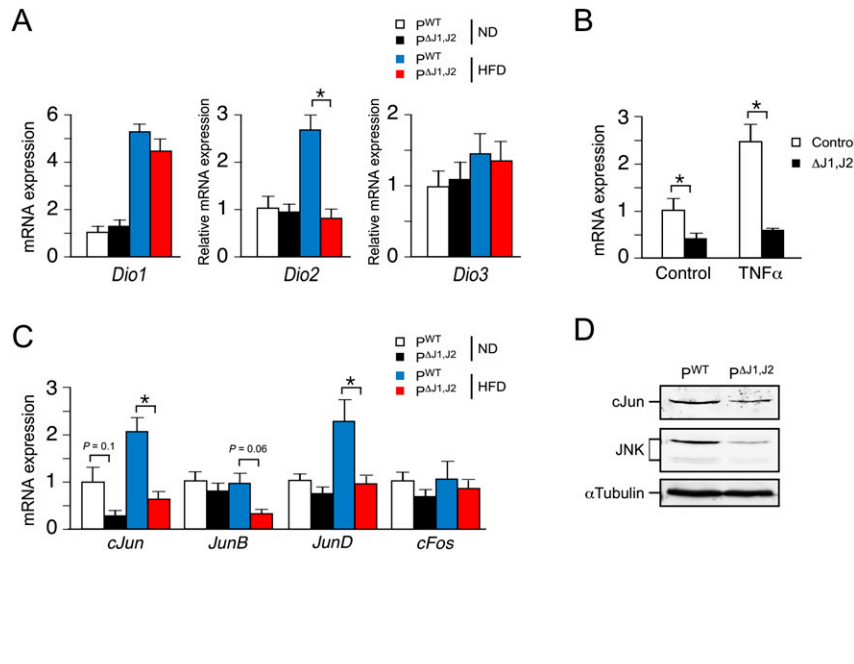 A
P^WT
P^ΔJ1,J2
ND
P^WT
P^ΔJ1,J2
HFD
mRNA expression
6
4
2
0
Dio1
Relative mRNA expression
3
2
1
0
*
Dio2
Relative mRNA expression
2
1
0
Dio3
B
mRNA expression
3
2
1
0
*
*
Control
TNFα
Contro
ΔJ1,J2
C
P^WT
P^ΔJ1,J2
ND
P^WT
P^ΔJ1,J2
HFD
mRNA expression
3
2
1
0
P = 0.1
*
P = 0.06
*
cJun
JunB
JunD
cFos
D
P^WT P^ΔJ1,J2
cJun
JNK
αTubulin